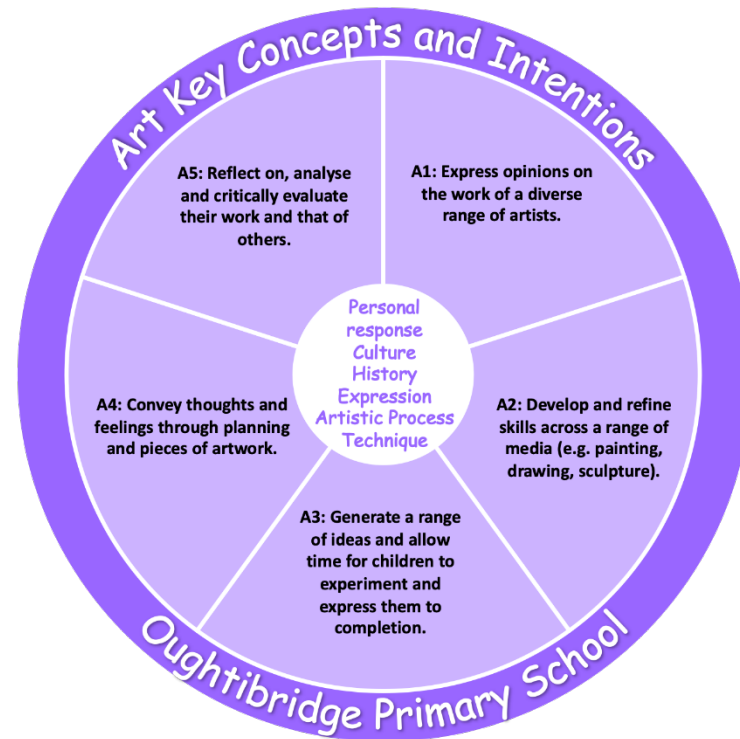 Art Key Concepts and Intentions
A5: Reflect on, analyse
and critically evaluate
their work and that of
others.
A1: Express opinions on
the work of a diverse
range of artists.
Personal
response
Culture
History
Expression
Artistic Process
Technique
A4: Convey thoughts and
feelings through planning
and pieces of artwork.
A2: Develop and refine
skills across a range of
media (e.g. painting,
drawing, sculpture).
A3: Generate a range
of ideas and allow
time for children to
experiment and
express them to
completion.
Oughtibridge Primary School